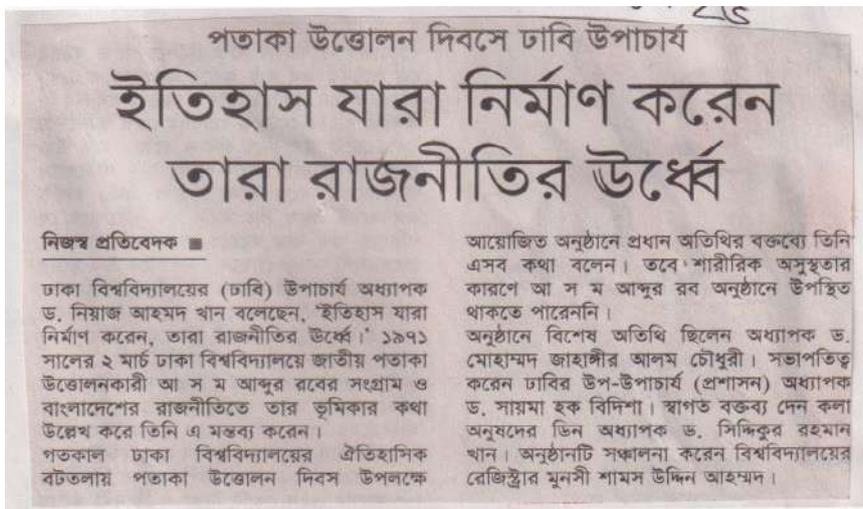 পতাকা উত্তোলন দিবসে ঢাবি উপাচার্য
ইতিহাস যারা নির্মাণ করেন
তারা রাজনীতির ঊর্ধ্বে
নিজস্ব প্রতিবেদক ■
ঢাকা বিশ্ববিদ্যালয়ের (ঢাবি) উপাচার্য অধ্যাপক
ড. নিয়াজ আহমদ খান বলেছেন, ‘ইতিহাস যারা
নির্মাণ করেন, তারা রাজনীতির ঊর্ধ্বে।’ ১৯৭১
সালের ২ মার্চ ঢাকা বিশ্ববিদ্যালয়ে জাতীয় পতাকা
উত্তোলনকারী আ স ম আব্দুর রবের সংগ্রাম ও
বাংলাদেশের রাজনীতিতে তার ভূমিকার কথা
উল্লেখ করে তিনি এ মন্তব্য করেন।
গতকাল ঢাকা বিশ্ববিদ্যালয়ের ঐতিহাসিক
বটতলায় পতাকা উত্তোলন দিবস উপলক্ষে
আয়োজিত অনুষ্ঠানে প্রধান অতিথির বক্তব্যে তিনি
এসব কথা বলেন। তবে শারীরিক অসুস্থতার
কারণে আ স ম আব্দুর রব অনুষ্ঠানে উপস্থিত
থাকতে পারেননি।
অনুষ্ঠানে বিশেষ অতিথি ছিলেন অধ্যাপক ড.
মোহাম্মদ জাহাঙ্গীর আলম চৌধুরী। সভাপতিত্ব
করেন ঢাবির উপ-উপাচার্য (প্রশাসন) অধ্যাপক
ড. সায়মা হক বিদিশা। স্বাগত বক্তব্য দেন কলা
অনুষদের ডিন অধ্যাপক ড. সিদ্দিকুর রহমান
খান। অনুষ্ঠানটি সঞ্চালনা করেন বিশ্ববিদ্যালয়ের
রেজিস্ট্রার মুনসী শামস উদ্দিন আহম্মদ।